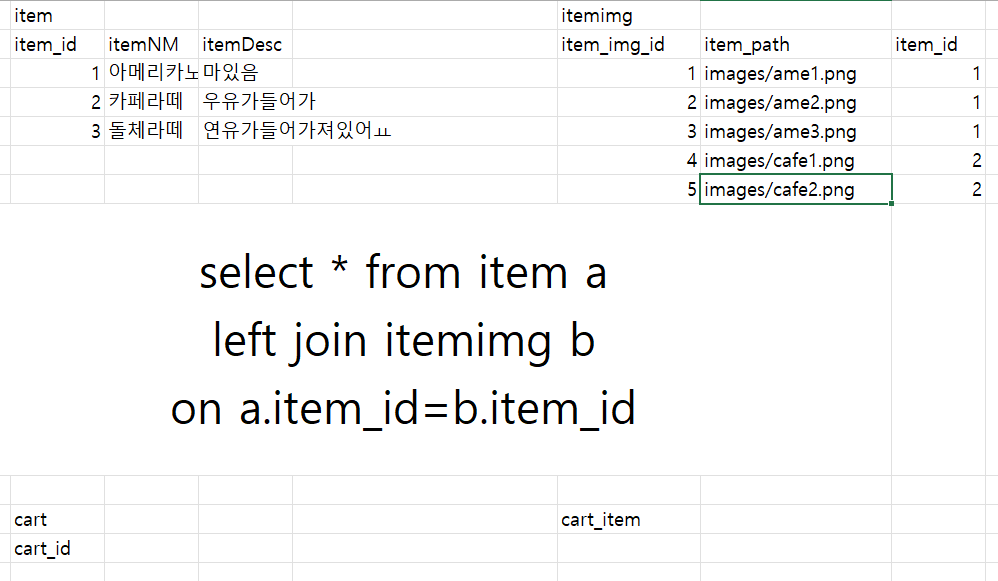 item itemimg
item_id itemNM itemDesc item_img_id item_path item_id
1 아메리카노 마있음 1 images/ame1.png 1
2 카페라떼 우유가들어가 2 images/ame2.png 1
3 돌체라떼 연유가들어가져있어ㅛ 3 images/ame3.png 1
4 images/cafe1.png 2
5 images/cafe2.png 2
select * from item a
left join itemimg b
on a.item_id=b.item_id
cart cart_item
cart_id